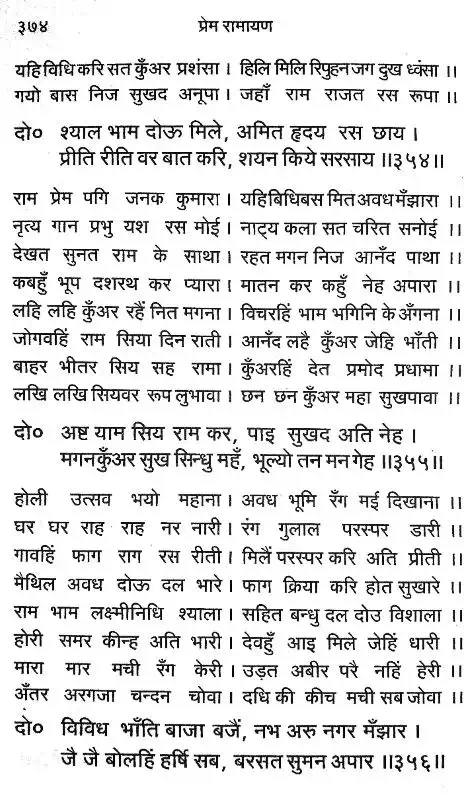 ३७४ प्रेम रामायण
यहि विधि करि सत कुँअर प्रशंसा । हिलि मिलि रिपुहन जग दुख ध्वंसा ।।
गयो बास निज सुखद अनूपा । जहाँ राम राजत रस रूपा ।।
दो० श्याल भाम दोऊ मिले, अमित हृदय रस छाय ।
प्रीति रीति वर बात करि, शयन किये सरसाय ।।३५४।।
राम प्रेम पगि जनक कुमारा । यहि बिधि बस मित अवध मँझारा ।।
नृत्य गान प्रभु यश रस मोई । नाट्य कला सत चरित सनोई ।।
देखत सुनत राम के साथा । रहत मगन निज आनँद पाथा ।।
कबहुँ भूप दशरथ कर प्यारा । मातन कर कहुँ नेह अपारा ।।
लहि लहि कुँअर रहैं नित मगना । विचरहिं भाम भगिनि के अँगना ।।
जोगवहिं राम सिया दिन राती । आनँद लहै कुँअर जेहि भाँती ।।
बाहर भीतर सिय सह रामा । कुँअरहिं देत प्रमोद प्रधामा ।।
लखि लखि सियवर रूप लुभावा । छन छन कुँअर महा सुखपावा ।।
दो० अष्ट याम सिय राम कर, पाइ सुखद अति नेह ।
मगन कुँअर सुख सिन्धु महँ, भूल्यो तन मन गेह ।।३५५।।
होली उत्सव भयो महाना । अवध भूमि रँग मई दिखाना ।।
घर घर राह राह नर नारी । रंग गुलाल परस्पर डारी ।।
गावहिं फाग राग रस रीती । मिलैं परस्पर करि अति प्रीती ।।
मैथिल अवध दोऊ दल भारे । फाग क्रिया करि होत सुखारे ।।
राम भाम लक्ष्मीनिधि श्याला । सहित बन्धु दल दोउ विशाला ।।
होरी समर कीन्ह अति भारी । देवहुँ आइ मिले जेहिं धारी ।।
मारा मार मची रँग केरी । उड़त अबीर परै नहिं हेरी ।।
अँतर अरगजा चन्दन चोवा । दधि की कीच मची सब जोवा ।।
दो० विविध भाँति बाजा बजैं, नभ अरु नगर मँझार ।
जै जै बोलहिं हर्षि सब, बरसत सुमन अपार ।।३५६।।